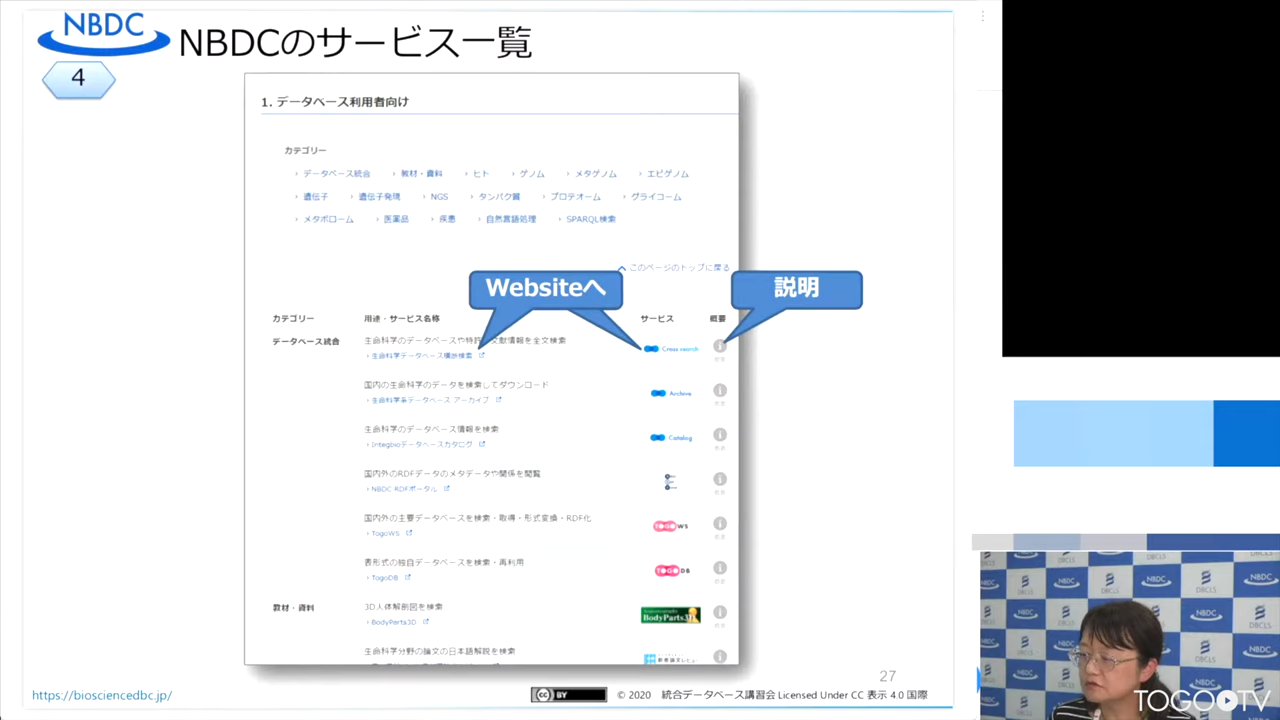 NBDC
NBDCのサービス一覧
4
1. データベース利用者向け
カテゴリー
› データベース統合 › 教材・資料 › ヒト › ゲノム › メタゲノム › エピゲノム
› 遺伝子 › 遺伝子発現 › NGS › タンパク質 › プロテオーム › グライコーム
› メタボローム › 医薬品 › 疾患 › 自然言語処理 › SPARQL検索
このページのトップに戻る
Websiteへ
説明
カテゴリー 用途・サービス名称 サービス 概要
データベース統合
生命科学のデータベースや特許 文献情報を全文検索
› 生命科学データベース横断検索
Cross search
国内の生命科学のデータを検索してダウンロード
› 生命科学系データベース アーカイブ
Archive
生命科学のデータベース情報を検索
› Integbioデータベースカタログ
Catalog
国内外のRDFデータのメタデータや関係を閲覧
› NBDC RDFポータル
国内外の主要データベースを検索・取得・形式変換・RDF化
› TogoWS
TOGO WS
表形式の独自データベースを検索・再利用
› TogoDB
TOGO DB
教材・資料
3D人体解剖図を検索
› BodyParts3D
BodyParts3D
生命科学分野の論文の日本語解説を検索
新着論文レビュー
27
https://biosciencedbc.jp/
CC BY
© 2020 統合データベース講習会 Licensed Under CC 表示 4.0 国際
NBDC
DBCLS
TOGO TV